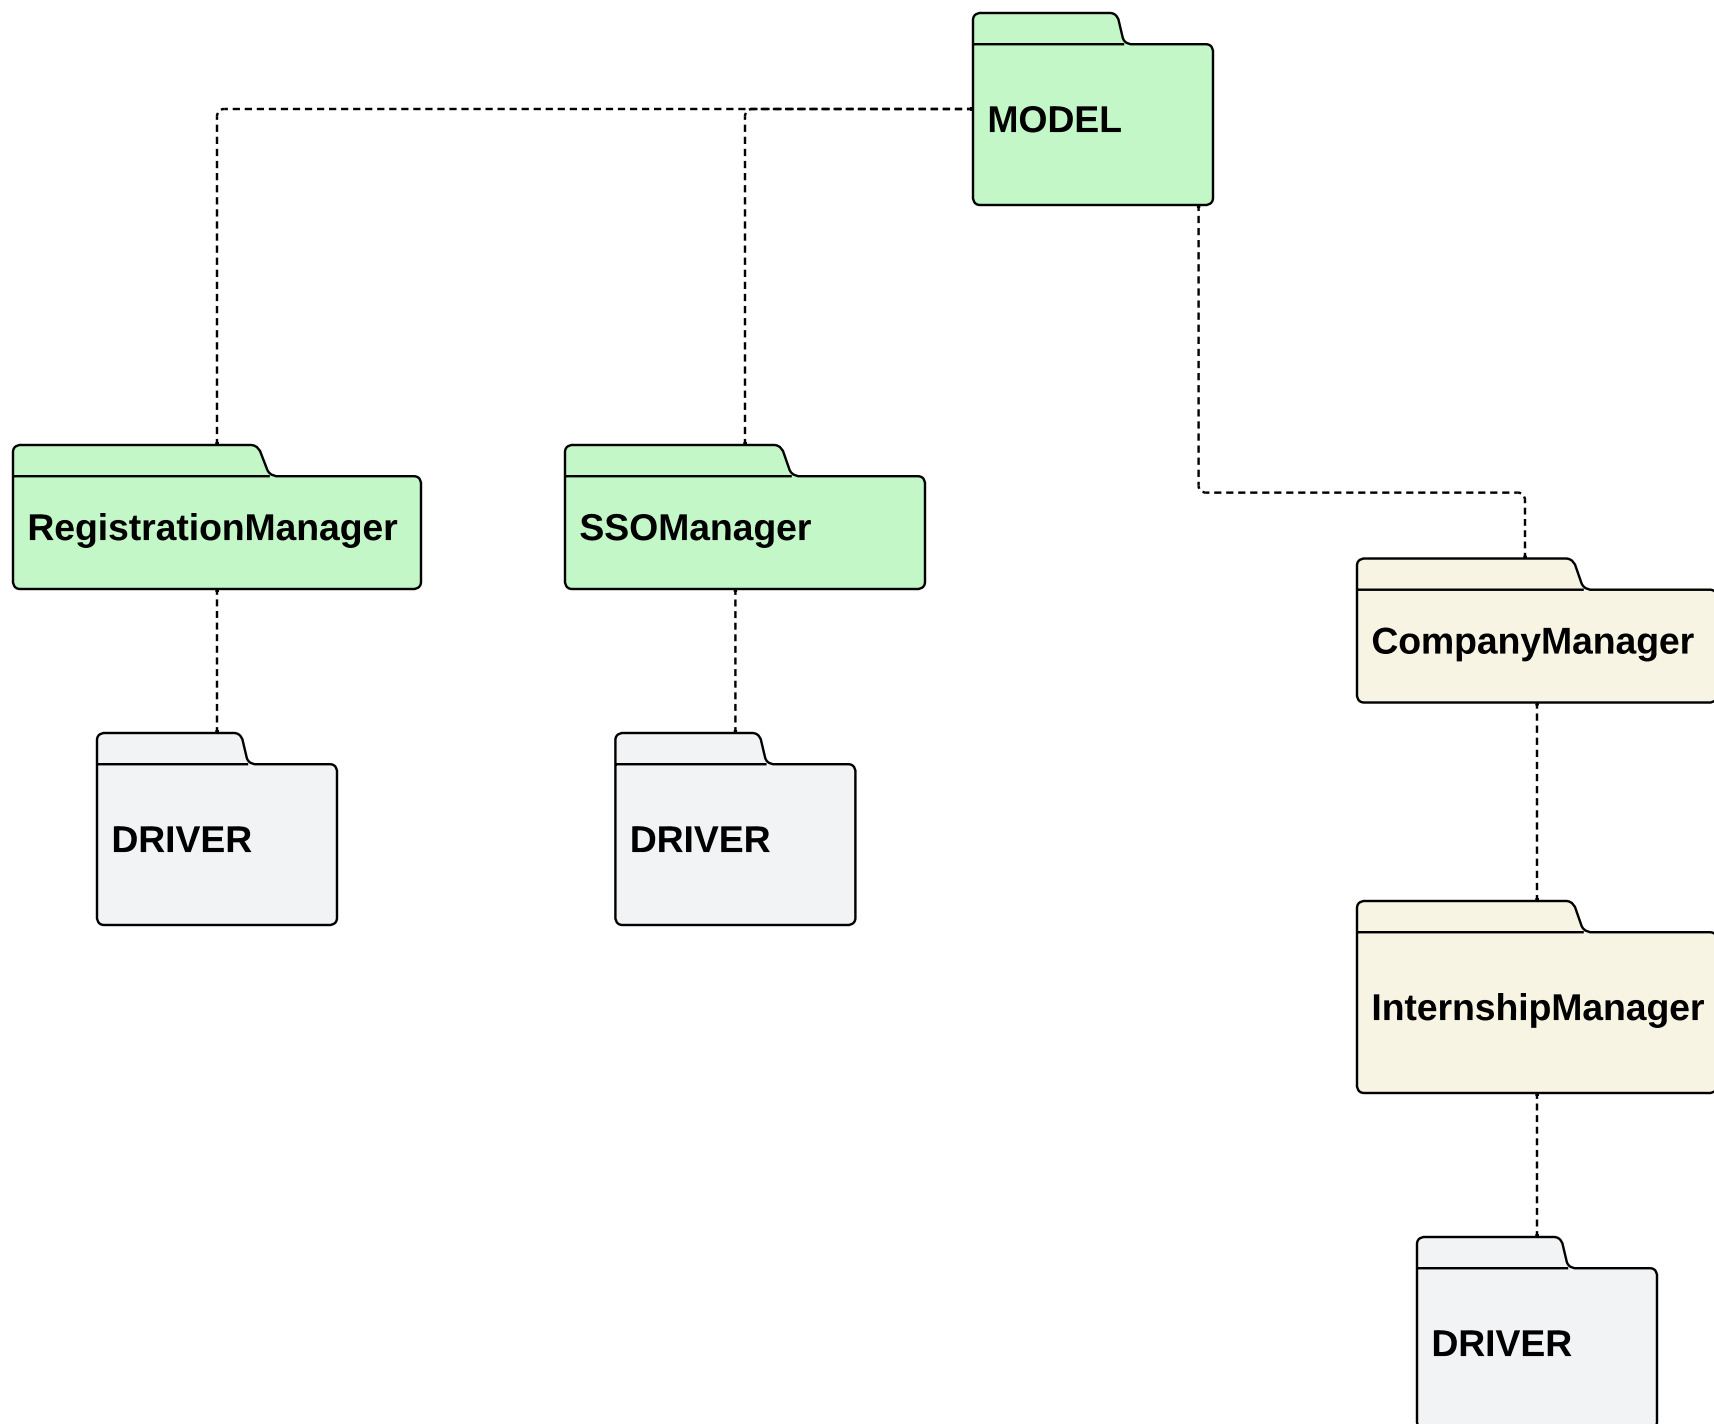 MODEL
RegistrationManager
SSOManager
CompanyManager
DRIVER
DRIVER
InternshipManager
DRIVER